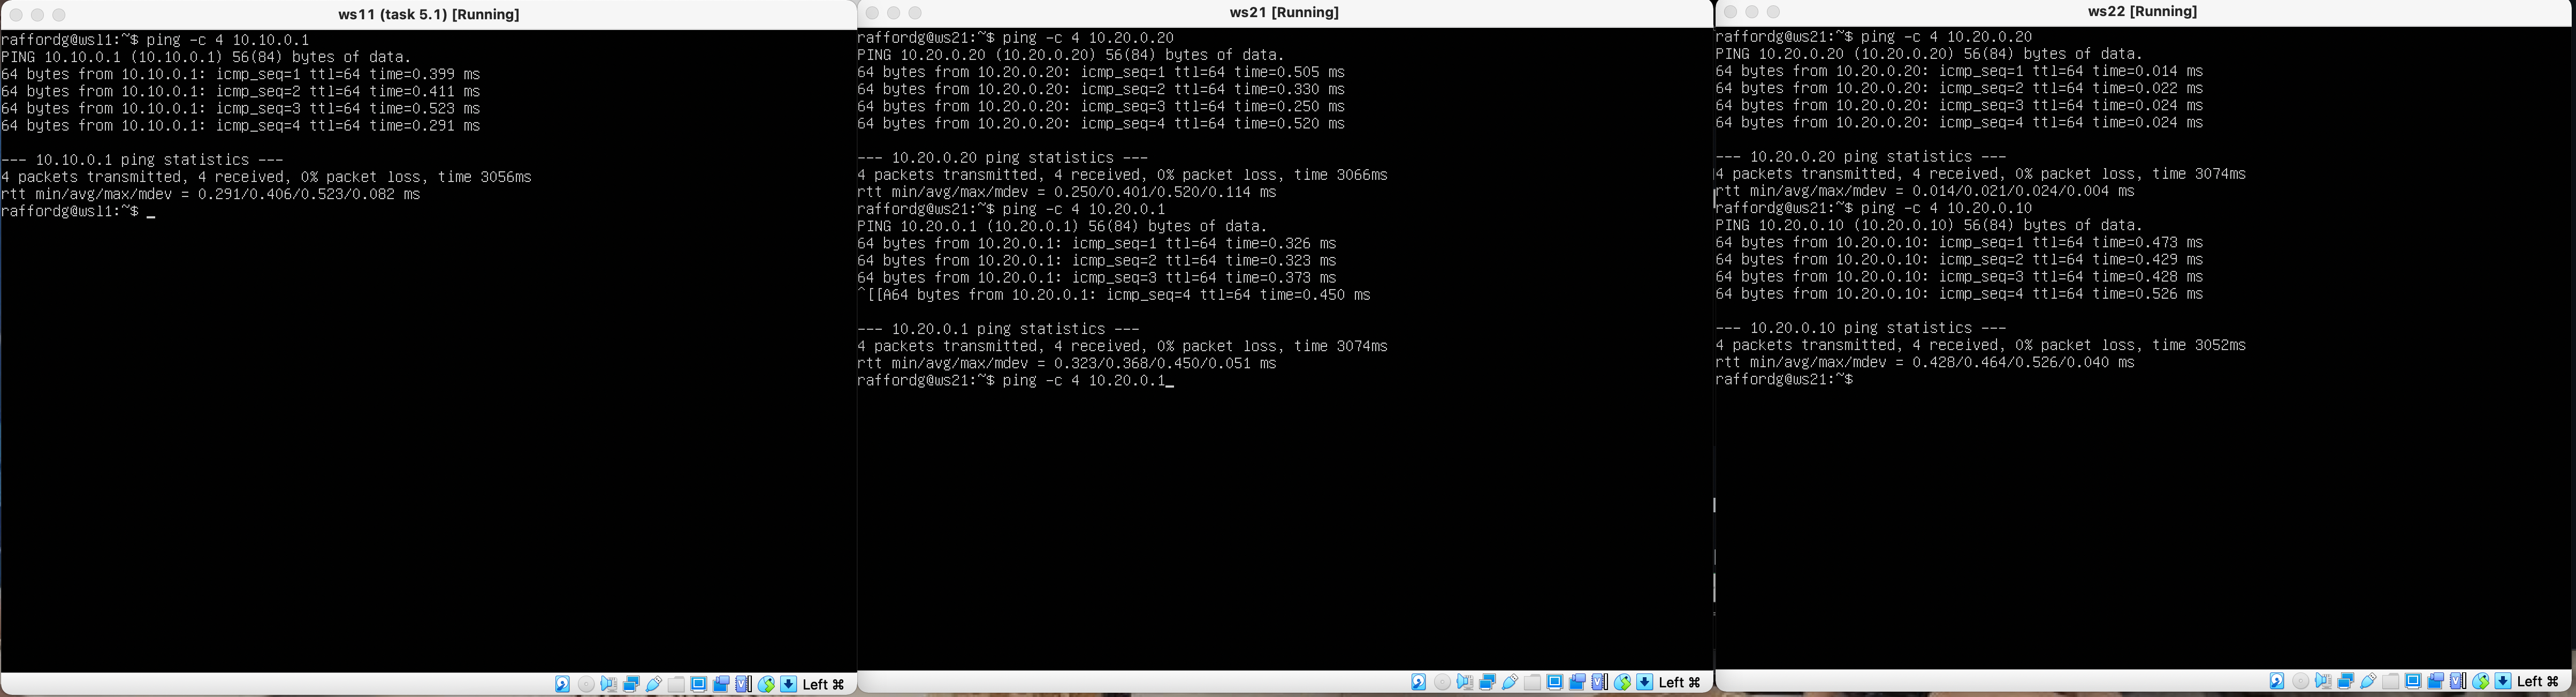 ws11 (task 5.1) [Running]
raffordg@wsl1:~$ ping -c 4 10.10.0.1
PING 10.10.0.1 (10.10.0.1) 56(84) bytes of data.
64 bytes from 10.10.0.1: icmp_seq=1 ttl=64 time=0.399 ms
64 bytes from 10.10.0.1: icmp_seq=2 ttl=64 time=0.411 ms
64 bytes from 10.10.0.1: icmp_seq=3 ttl=64 time=0.523 ms
64 bytes from 10.10.0.1: icmp_seq=4 ttl=64 time=0.291 ms
--- 10.10.0.1 ping statistics ---
4 packets transmitted, 4 received, 0% packet loss, time 3056ms
rtt min/avg/max/mdev = 0.291/0.406/0.523/0.082 ms
raffordg@wsl1:~$ _
Left ⌘
ws21 [Running]
raffordg@ws21:~$ ping -c 4 10.20.0.20
PING 10.20.0.20 (10.20.0.20) 56(84) bytes of data.
64 bytes from 10.20.0.20: icmp_seq=1 ttl=64 time=0.505 ms
64 bytes from 10.20.0.20: icmp_seq=2 ttl=64 time=0.330 ms
64 bytes from 10.20.0.20: icmp_seq=3 ttl=64 time=0.250 ms
64 bytes from 10.20.0.20: icmp_seq=4 ttl=64 time=0.520 ms
--- 10.20.0.20 ping statistics ---
4 packets transmitted, 4 received, 0% packet loss, time 3066ms
rtt min/avg/max/mdev = 0.250/0.401/0.520/0.114 ms
raffordg@ws21:~$ ping -c 4 10.20.0.1
PING 10.20.0.1 (10.20.0.1) 56(84) bytes of data.
64 bytes from 10.20.0.1: icmp_seq=1 ttl=64 time=0.326 ms
64 bytes from 10.20.0.1: icmp_seq=2 ttl=64 time=0.323 ms
64 bytes from 10.20.0.1: icmp_seq=3 ttl=64 time=0.373 ms
^[[A64 bytes from 10.20.0.1: icmp_seq=4 ttl=64 time=0.450 ms
--- 10.20.0.1 ping statistics ---
4 packets transmitted, 4 received, 0% packet loss, time 3074ms
rtt min/avg/max/mdev = 0.323/0.368/0.450/0.051 ms
raffordg@ws21:~$ ping -c 4 10.20.0.1_
Left ⌘
ws22 [Running]
raffordg@ws21:~$ ping -c 4 10.20.0.20
PING 10.20.0.20 (10.20.0.20) 56(84) bytes of data.
64 bytes from 10.20.0.20: icmp_seq=1 ttl=64 time=0.014 ms
64 bytes from 10.20.0.20: icmp_seq=2 ttl=64 time=0.022 ms
64 bytes from 10.20.0.20: icmp_seq=3 ttl=64 time=0.024 ms
64 bytes from 10.20.0.20: icmp_seq=4 ttl=64 time=0.024 ms
--- 10.20.0.20 ping statistics ---
4 packets transmitted, 4 received, 0% packet loss, time 3074ms
rtt min/avg/max/mdev = 0.014/0.021/0.024/0.004 ms
raffordg@ws21:~$ ping -c 4 10.20.0.10
PING 10.20.0.10 (10.20.0.10) 56(84) bytes of data.
64 bytes from 10.20.0.10: icmp_seq=1 ttl=64 time=0.473 ms
64 bytes from 10.20.0.10: icmp_seq=2 ttl=64 time=0.429 ms
64 bytes from 10.20.0.10: icmp_seq=3 ttl=64 time=0.428 ms
64 bytes from 10.20.0.10: icmp_seq=4 ttl=64 time=0.526 ms
--- 10.20.0.10 ping statistics ---
4 packets transmitted, 4 received, 0% packet loss, time 3052ms
rtt min/avg/max/mdev = 0.428/0.464/0.526/0.040 ms
raffordg@ws21:~$
Left ⌘